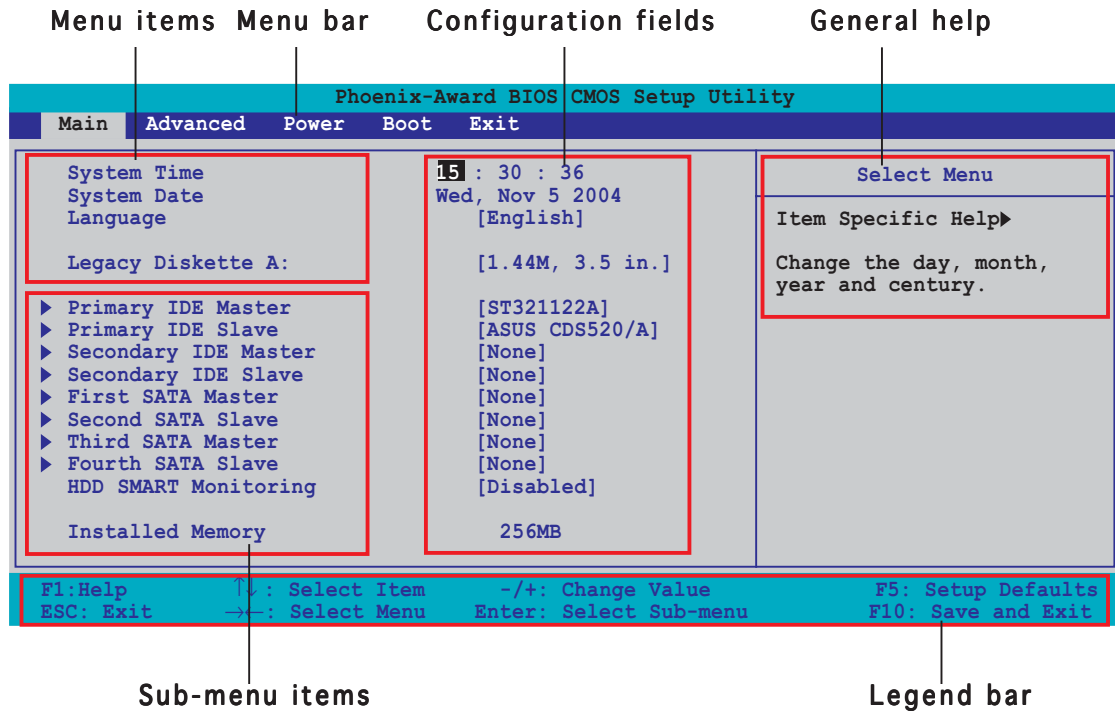 Menu items Menu bar Configuration fields General help
Phoenix-Award BIOS CMOS Setup Utility
Main Advanced Power Boot Exit
System Time 15 : 30 : 36
System Date Wed, Nov 5 2004
Language [English]
Legacy Diskette A: [1.44M, 3.5 in.]
Primary IDE Master [ST321122A]
Primary IDE Slave [ASUS CDS520/A]
Secondary IDE Master [None]
Secondary IDE Slave [None]
First SATA Master [None]
Second SATA Slave [None]
Third SATA Master [None]
Fourth SATA Slave [None]
HDD SMART Monitoring [Disabled]
Installed Memory 256MB
Select Menu
Item Specific Help▶
Change the day, month,
year and century.
F1:Help ↑↓: Select Item -/+: Change Value F5: Setup Defaults
ESC: Exit →←: Select Menu Enter: Select Sub-menu F10: Save and Exit
Sub-menu items Legend bar